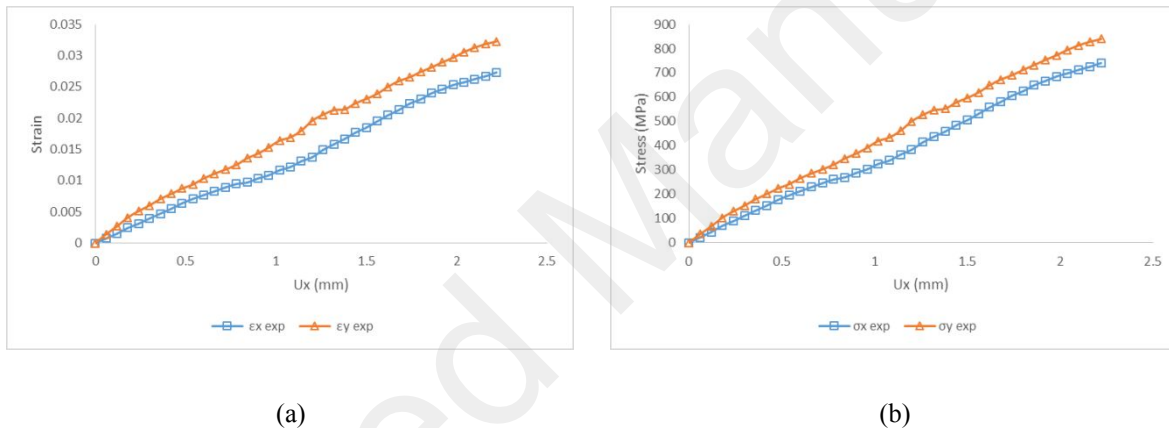 0.035
0.03
0.025
0.02
0.015
0.01
0.005
0
Strain
0 0.5 1 1.5 2 2.5
Ux (mm)
εx exp εy exp
900
800
700
600
500
400
300
200
100
0
Stress (MPa)
0 0.5 1 1.5 2 2.5
Ux (mm)
σx exp σy exp
(a) (b)
ed Manu